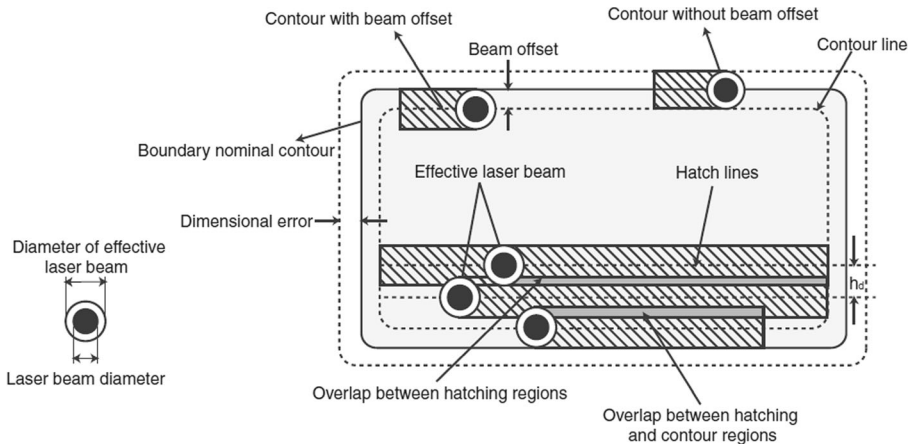 Contour with beam offset
Contour without beam offset
Beam offset
Contour line
Boundary nominal contour
Effective laser beam
Hatch lines
Dimensional error
Diameter of effective
laser beam
hd
Laser beam diameter
Overlap between hatching regions
Overlap between hatching
and contour regions